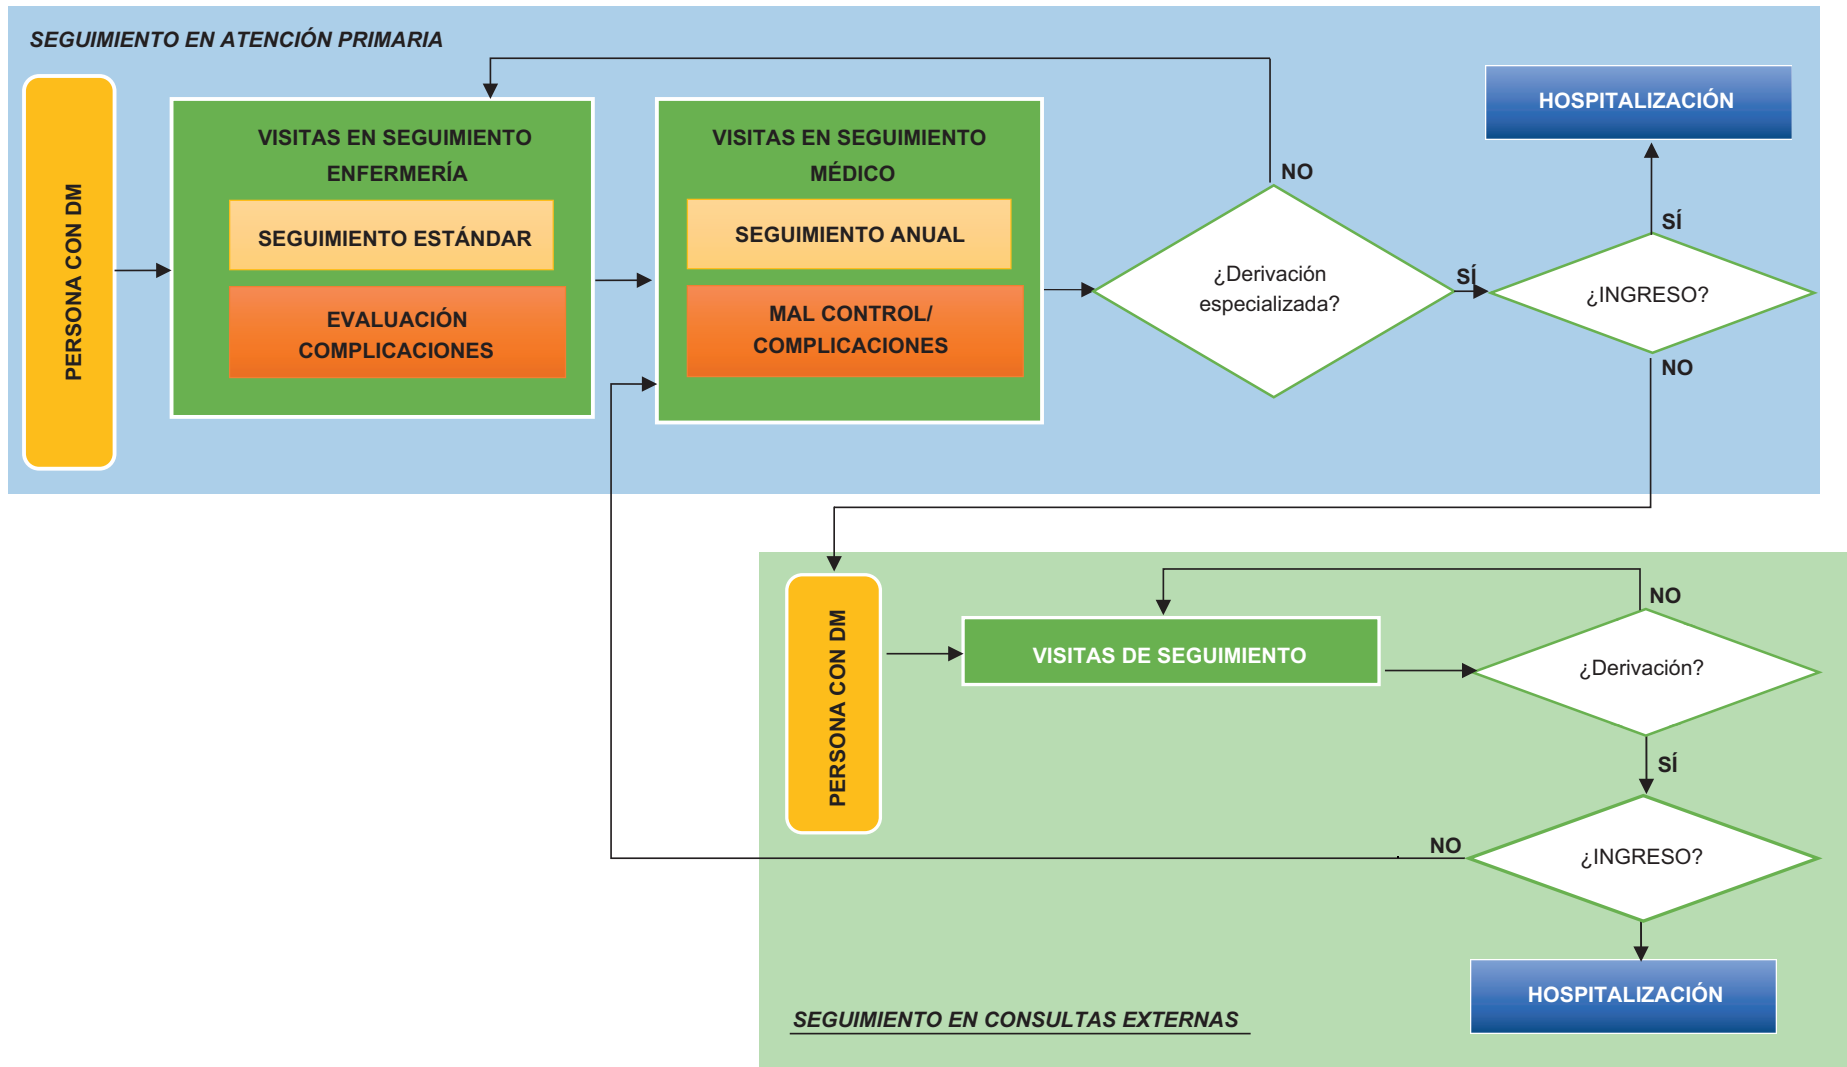 SEGUIMIENTO EN ATENCIÓN PRIMARIA
PERSONA CON DM
VISITAS EN SEGUIMIENTO
ENFERMERÍA
SEGUIMIENTO ESTÁNDAR
EVALUACIÓN
COMPLICACIONES
VISITAS EN SEGUIMIENTO
MÉDICO
SEGUIMIENTO ANUAL
MAL CONTROL/
COMPLICACIONES
NO
¿Derivación
especializada?
SÍ
HOSPITALIZACIÓN
SÍ
¿INGRESO?
NO
PERSONA CON DM
VISITAS DE SEGUIMIENTO
NO
¿Derivación?
SÍ
NO
¿INGRESO?
HOSPITALIZACIÓN
SEGUIMIENTO EN CONSULTAS EXTERNAS